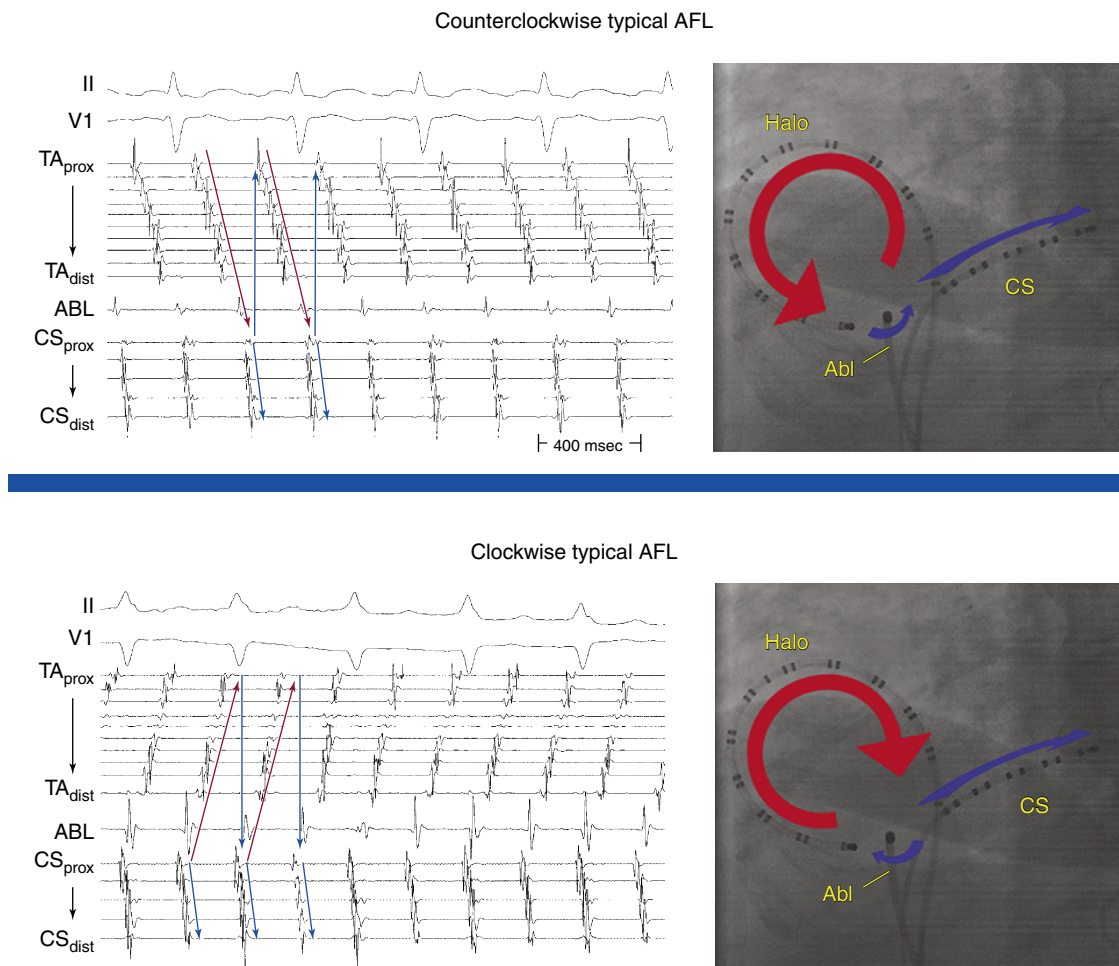 Counterclockwise typical AFL
II
V1
TAprox
TAdist
ABL
CSprox
CSdist
400 msec
Halo
CS
Abl
Clockwise typical AFL
II
V1
TAprox
TAdist
ABL
CSprox
CSdist
Halo
CS
Abl